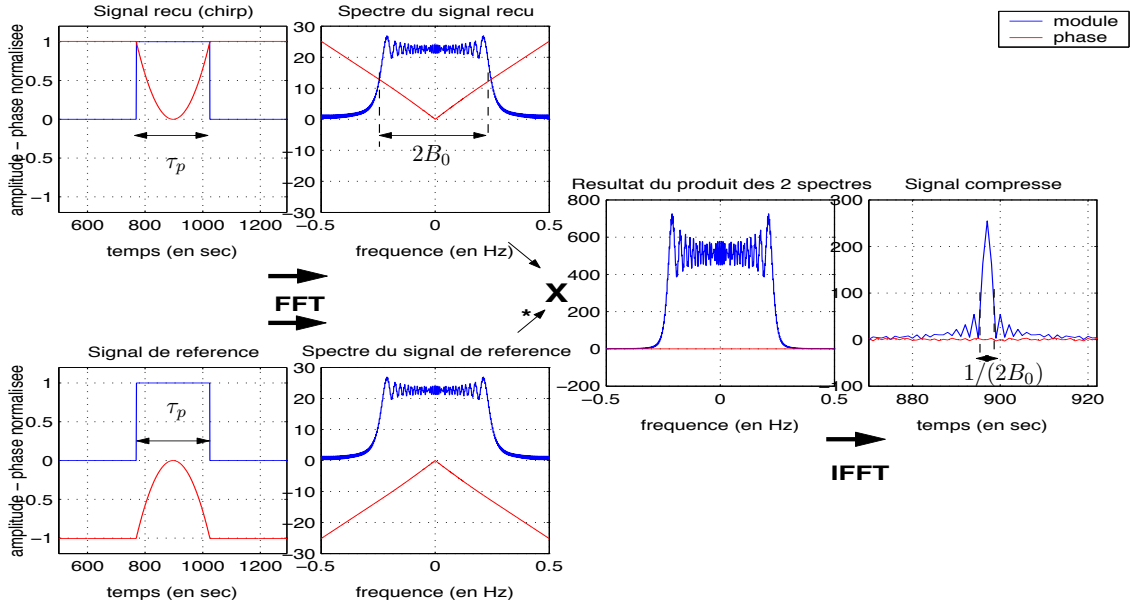 Signal recu (chirp)
amplitude − phase normalisee
1
0.5
0
−0.5
−1
600 800 1000 1200
temps (en sec)
τp
Spectre du signal recu
30
20
10
0
−10
−20
−30
−0.5 0 0.5
frequence (en Hz)
2B0
module
phase
FFT
X
*
Signal de reference
amplitude − phase normalisee
1
0.5
0
−0.5
−1
600 800 1000 1200
temps (en sec)
τp
Spectre du signal de reference
30
20
10
0
−10
−20
−30
−0.5 0 0.5
frequence (en Hz)
Resultat du produit des 2 spectres
800
600
400
200
0
−200
−0.5 0 0.5
frequence (en Hz)
Signal compresse
300
200
100
0
−100
880 900 920
temps (en sec)
1/(2B0)
IFFT